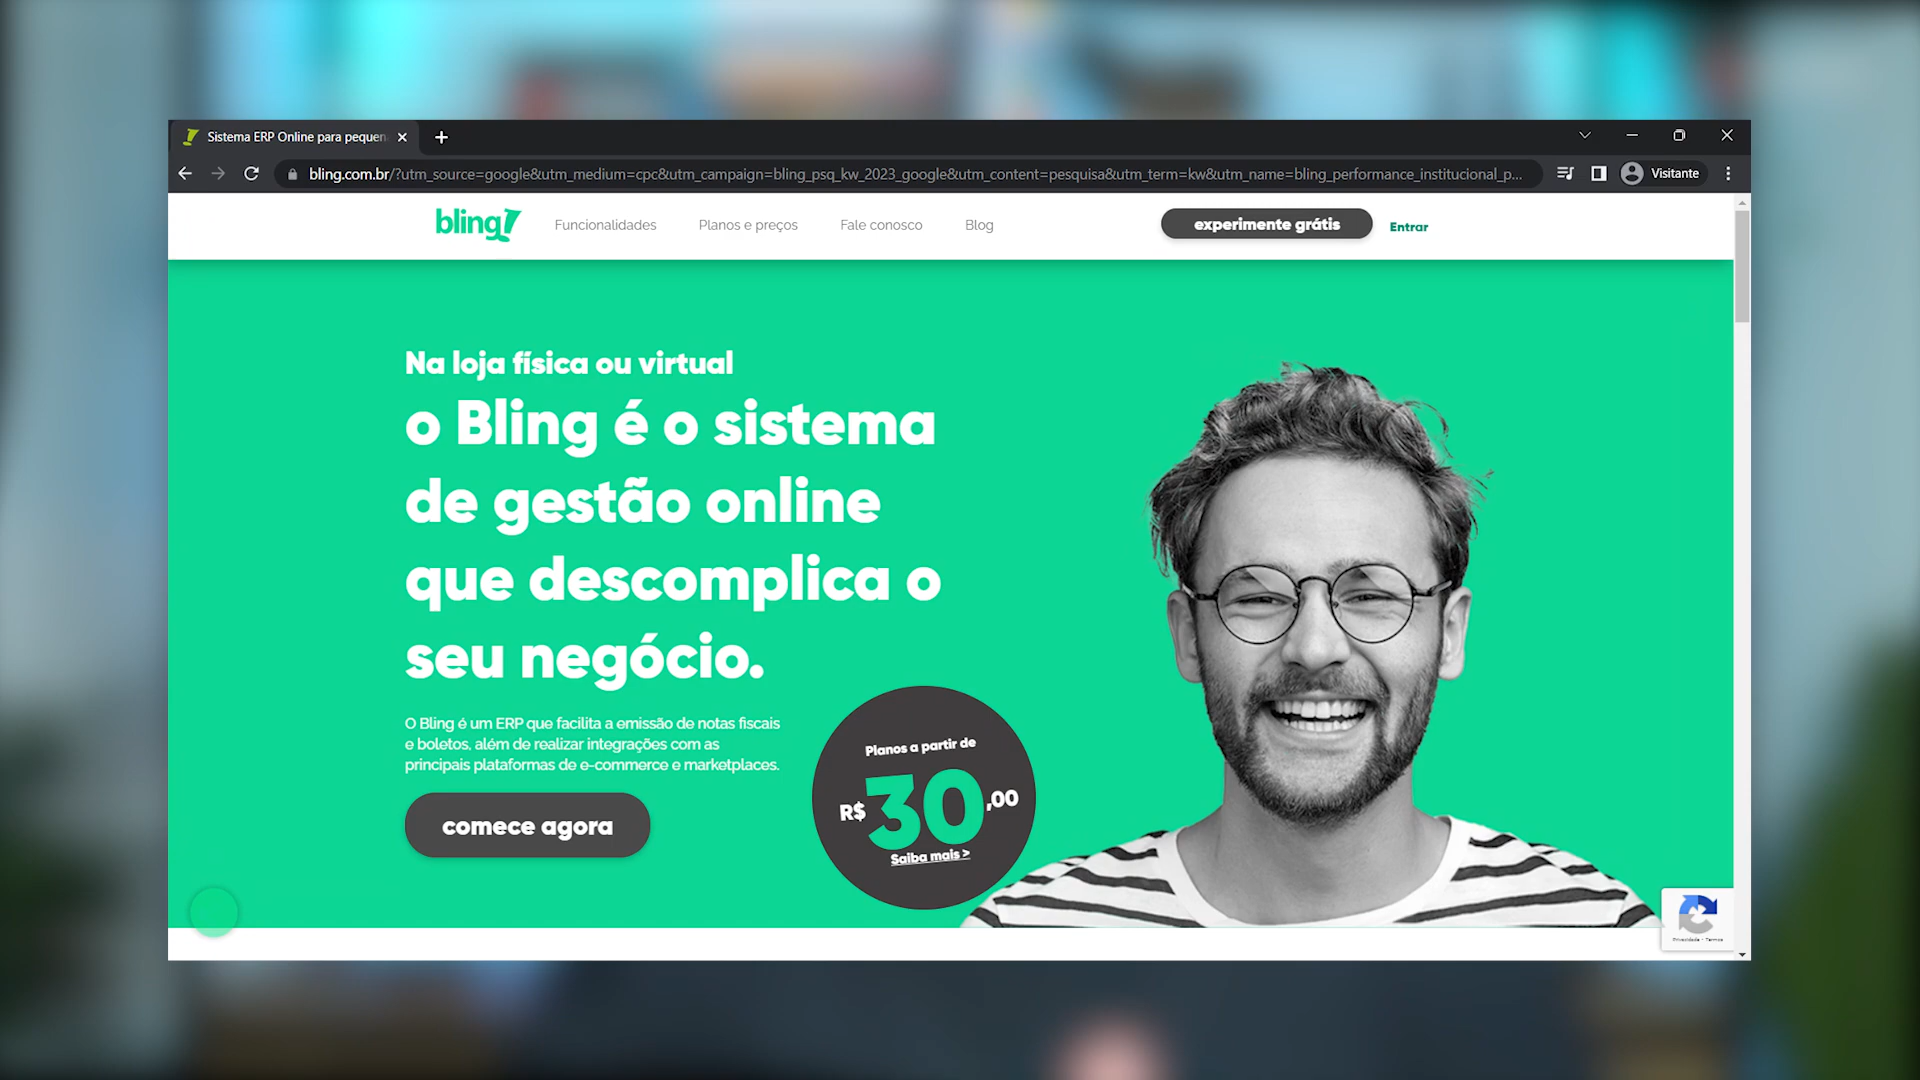 Sistema ERP Online para pequen
bling.com.br/?utm_source=google&utm_medium=cpc&utm_campaign=bling_psq_kw_2023_google&utm_content=pesquisa&utm_term=kw&utm_name=bling_performance_institucional_p...
Visitante
bling
Funcionalidades
Planos e preços
Fale conosco
Blog
experimente grátis
Entrar
Na loja física ou virtual
o Bling é o sistema
de gestão online
que descomplica o
seu negócio.
O Bling é um ERP que facilita a emissão de notas fiscais
e boletos, além de realizar integrações com as
principais plataformas de e-commerce e marketplaces.
comece agora
Planos a partir de
R$ 30,00
Saiba mais >
Privacidade - Termos